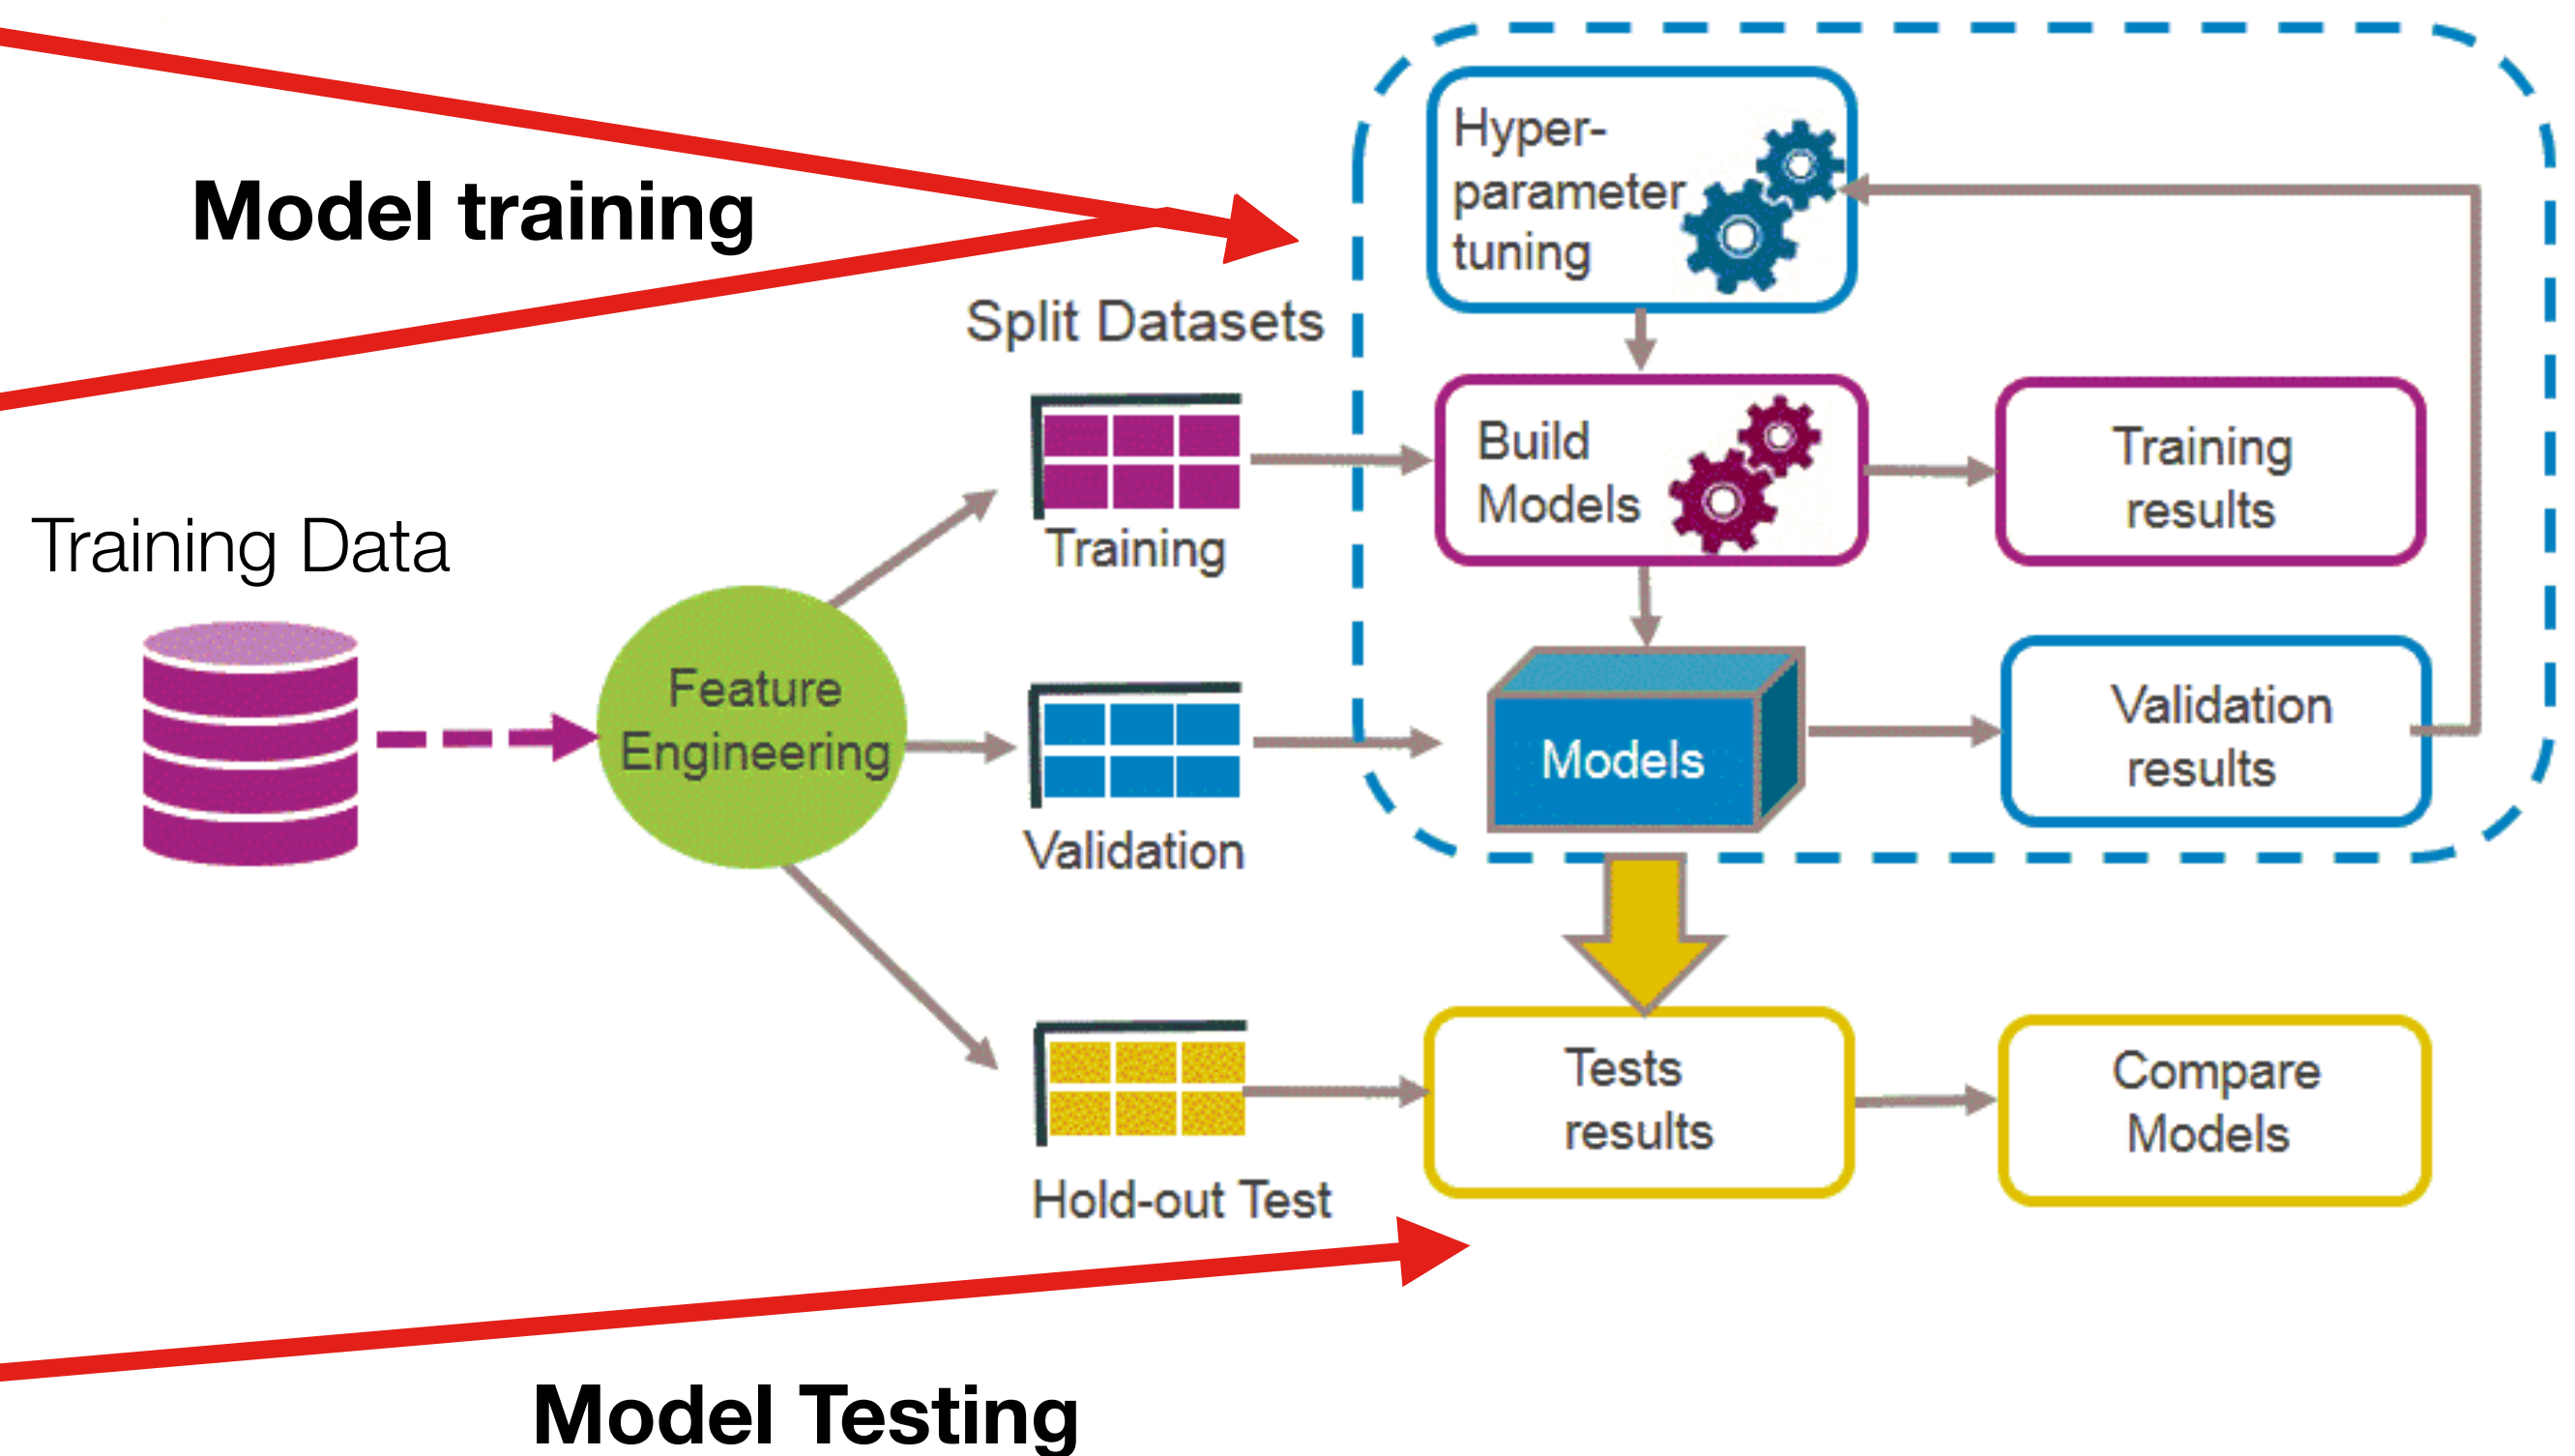 Model training
Hyper-
parameter
tuning
Split Datasets
Build
Models
Training
results
Training
Training Data
Feature
Engineering
Validation
Models
Validation
results
Hold-out Test
Tests
results
Compare
Models
Model Testing